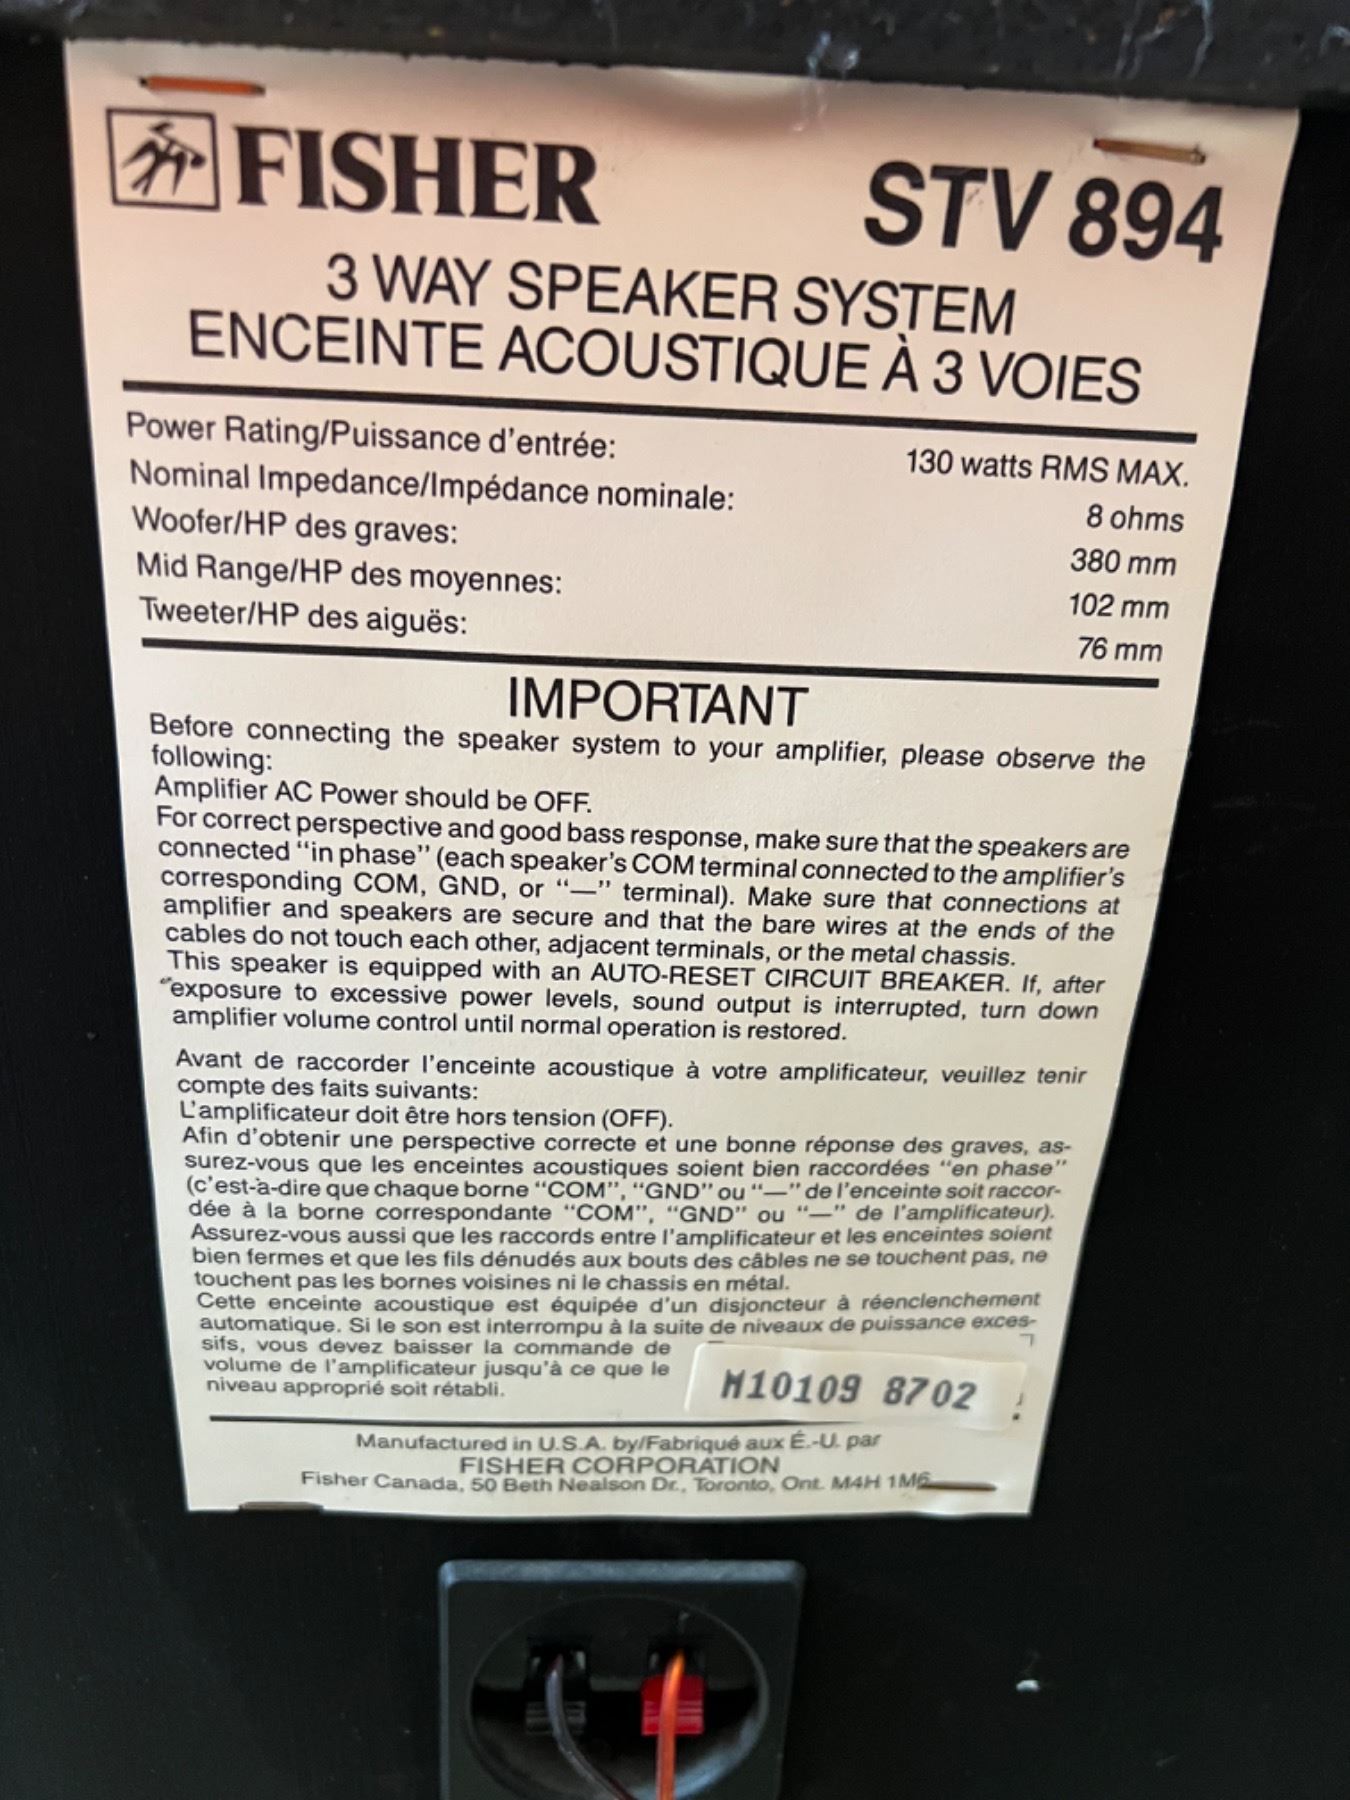 FISHER
STV 894
3 WAY SPEAKER SYSTEM
ENCEINTE ACOUSTIQUE À 3 VOIES
Power Rating/Puissance d'entrée: 130 watts RMS MAX.
Nominal Impedance/Impédance nominale: 8 ohms
Woofer/HP des graves: 380 mm
Mid Range/HP des moyennes: 102 mm
Tweeter/HP des aiguës: 76 mm
IMPORTANT
Before connecting the speaker system to your amplifier, please observe the
following:
Amplifier AC Power should be OFF.
For correct perspective and good bass response, make sure that the speakers are
connected "in phase" (each speaker's COM terminal connected to the amplifier's
corresponding COM, GND, or "—" terminal). Make sure that connections at
amplifier and speakers are secure and that the bare wires at the ends of the
cables do not touch each other, adjacent terminals, or the metal chassis.
This speaker is equipped with an AUTO-RESET CIRCUIT BREAKER. If, after
exposure to excessive power levels, sound output is interrupted, turn down
amplifier volume control until normal operation is restored.
Avant de raccorder l'enceinte acoustique à votre amplificateur, veuillez tenir
compte des faits suivants:
L'amplificateur doit être hors tension (OFF).
Afin d'obtenir une perspective correcte et une bonne réponse des graves, as-
surez-vous que les enceintes acoustiques soient bien raccordées "en phase"
(c'est-à-dire que chaque borne "COM", "GND" ou "—" de l'enceinte soit raccor-
dée à la borne correspondante "COM", "GND" ou "—" de l'amplificateur).
Assurez-vous aussi que les raccords entre l'amplificateur et les enceintes soient
bien fermes et que les fils dénudés aux bouts des câbles ne se touchent pas, ne
touchent pas les bornes voisines ni le chassis en métal.
Cette enceinte acoustique est équipée d'un disjoncteur à réenclenchement
automatique. Si le son est interrompu à la suite de niveaux de puissance exces-
sifs, vous devez baisser la commande de
volume de l'amplificateur jusqu'à ce que le
niveau approprié soit rétabli.
M10109 8702
Manufactured in U.S.A. by/Fabriqué aux É.-U. par
FISHER CORPORATION
Fisher Canada, 50 Beth Nealson Dr., Toronto, Ont. M4H 1M6